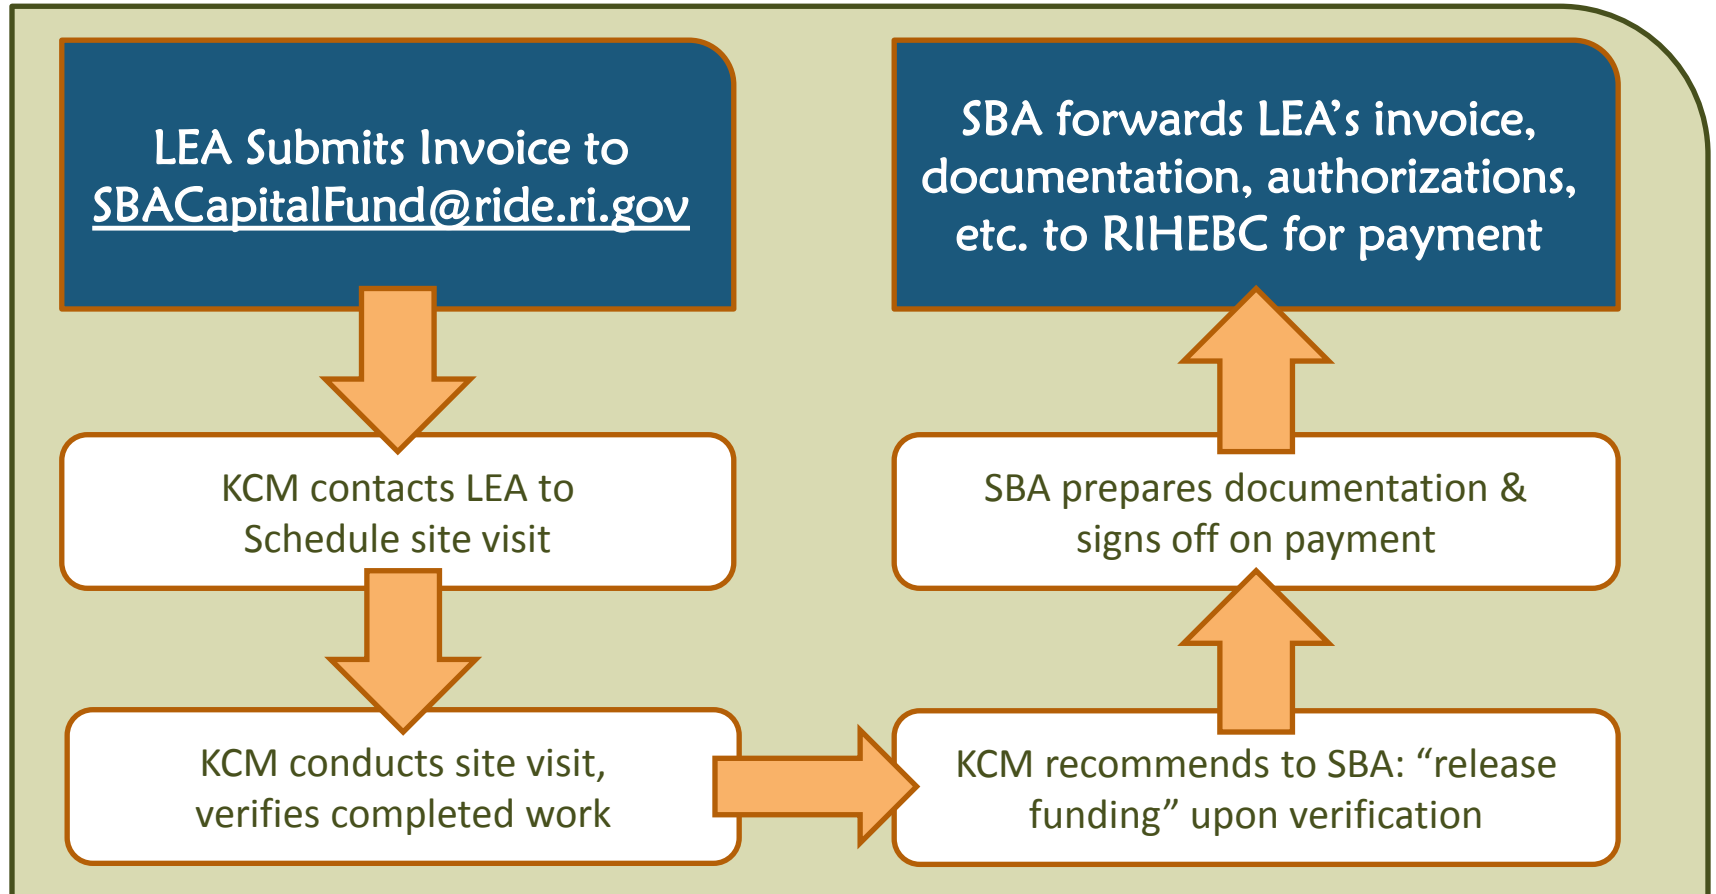 LEA Submits Invoice to
SBACapitalFund@ride.ri.gov
KCM contacts LEA to
Schedule site visit
KCM conducts site visit,
verifies completed work
KCM recommends to SBA: “release
funding” upon verification
SBA prepares documentation &
signs off on payment
SBA forwards LEA’s invoice,
documentation, authorizations,
etc. to RIHEBC for payment